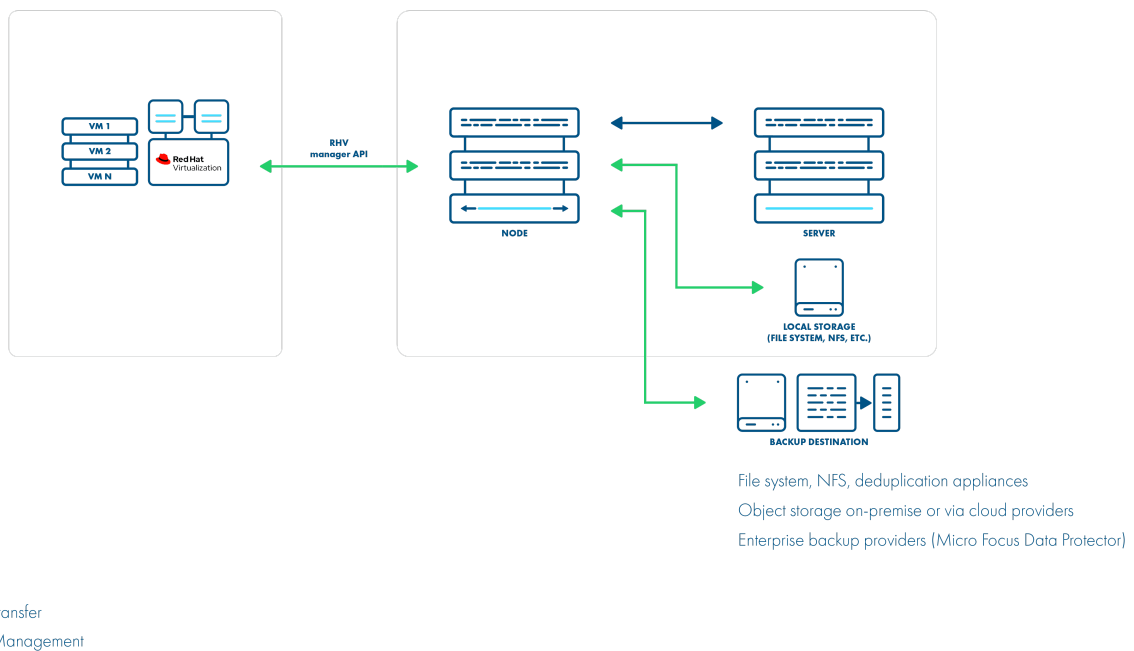 VM 1
VM 2
VM N
Red Hat
Virtualization
RHV
manager API
NODE
SERVER
LOCAL STORAGE
(FILE SYSTEM, NFS, ETC.)
BACKUP DESTINATION
File system, NFS, deduplication appliances
Object storage on-premise or via cloud providers
Enterprise backup providers (Micro Focus Data Protector)
ansfer
Management